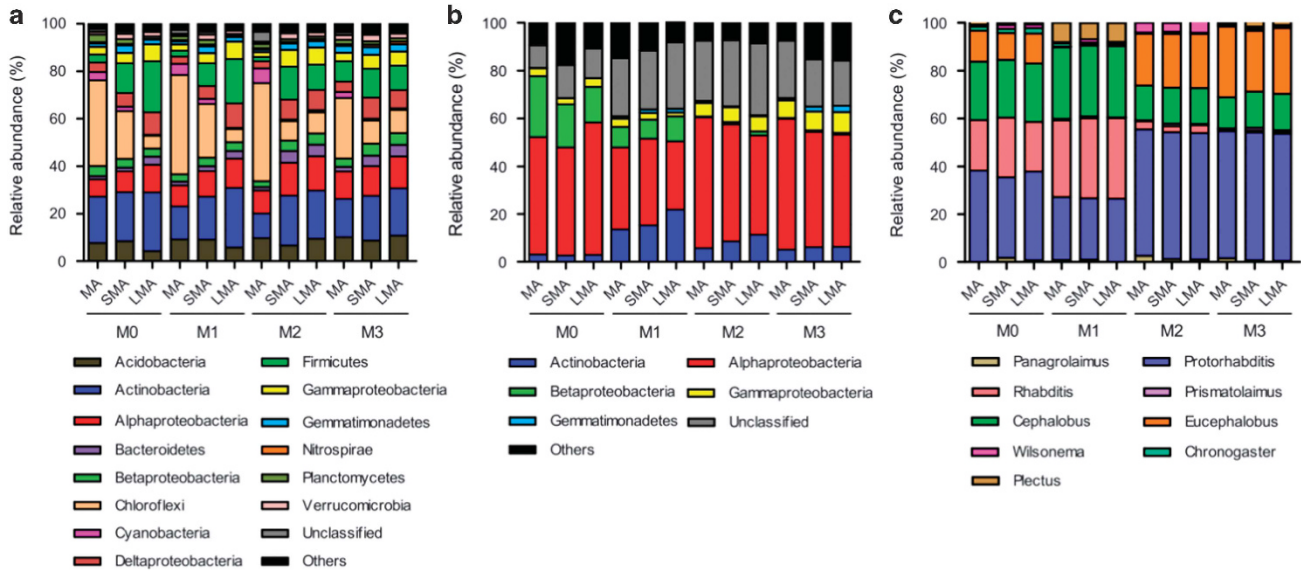 a
Relative abundance (%)
100
80
60
40
20
0
MA SMA LMA MA SMA LMA MA SMA LMA MA SMA LMA
M0 M1 M2 M3
Acidobacteria Firmicutes
Actinobacteria Gammaproteobacteria
Alphaproteobacteria Gemmatimonadetes
Bacteroidetes Nitrospirae
Betaproteobacteria Planctomycetes
Chloroflexi Verrucomicrobia
Cyanobacteria Unclassified
Deltaproteobacteria Others
b
Relative abundance (%)
100
80
60
40
20
0
MA SMA LMA MA SMA LMA MA SMA LMA MA SMA LMA
M0 M1 M2 M3
Actinobacteria Alphaproteobacteria
Betaproteobacteria Gammaproteobacteria
Gemmatimonadetes Unclassified
Others
c
Relative abundance (%)
100
80
60
40
20
0
MA SMA LMA MA SMA LMA MA SMA LMA MA SMA LMA
M0 M1 M2 M3
Panagrolaimus Protorhabditis
Rhabditis Prismatolaimus
Cephalobus Eucephalobus
Wilsonema Chronogaster
Plectus